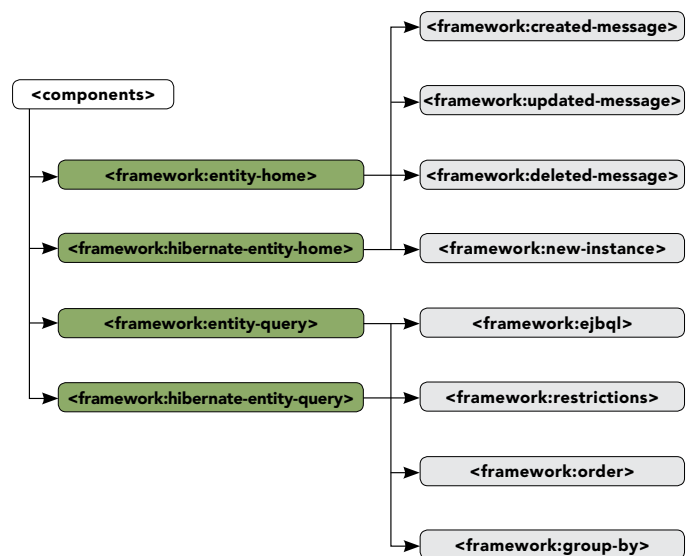 <framework:created-message>
<components>
<framework:updated-message>
<framework:entity-home>
<framework:deleted-message>
<framework:hibernate-entity-home>
<framework:new-instance>
<framework:entity-query>
<framework:ejbql>
<framework:hibernate-entity-query>
<framework:restrictions>
<framework:order>
<framework:group-by>